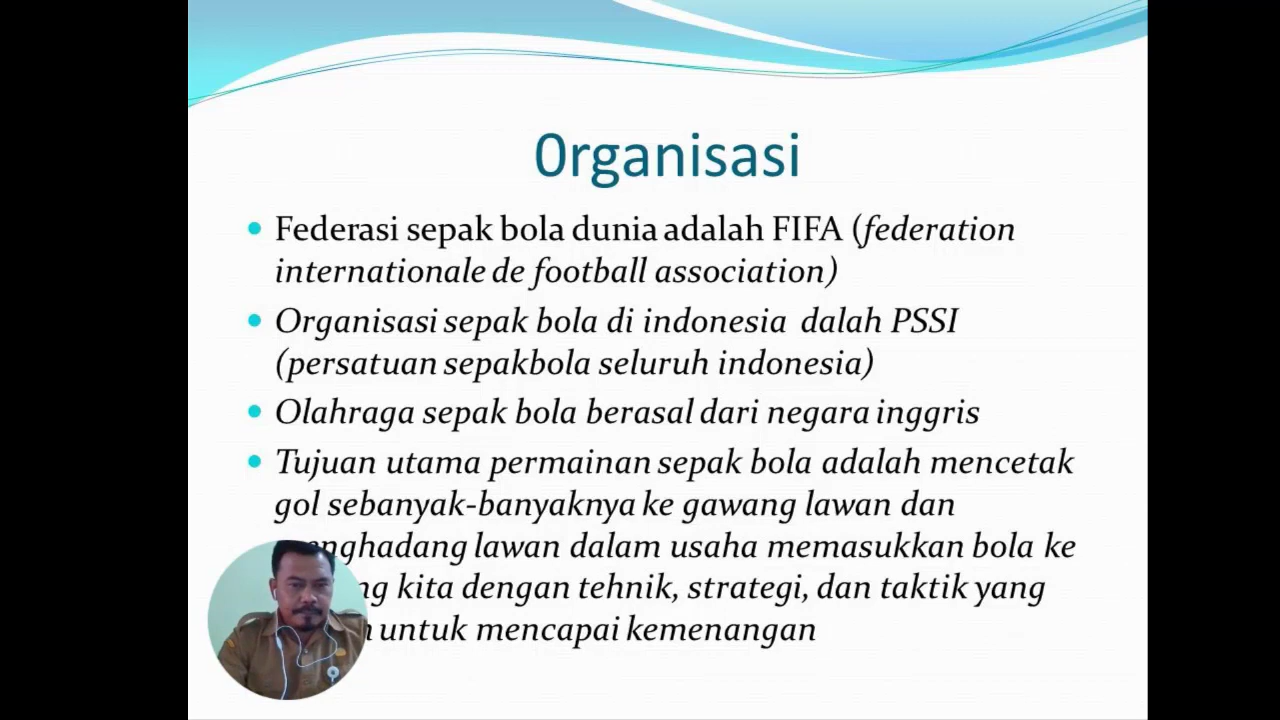 0rganisasi
Federasi sepak bola dunia adalah FIFA (federation
internationale de football association)
Organisasi sepak bola di indonesia dalah PSSI
(persatuan sepakbola seluruh indonesia)
Olahraga sepak bola berasal dari negara inggris
Tujuan utama permainan sepak bola adalah mencetak
gol sebanyak-banyaknya ke gawang lawan dan
lawan dalam usaha memasukkan bola ke
kita dengan tehnik, strategi, dan taktik yang
untuk mencapai kemenangan